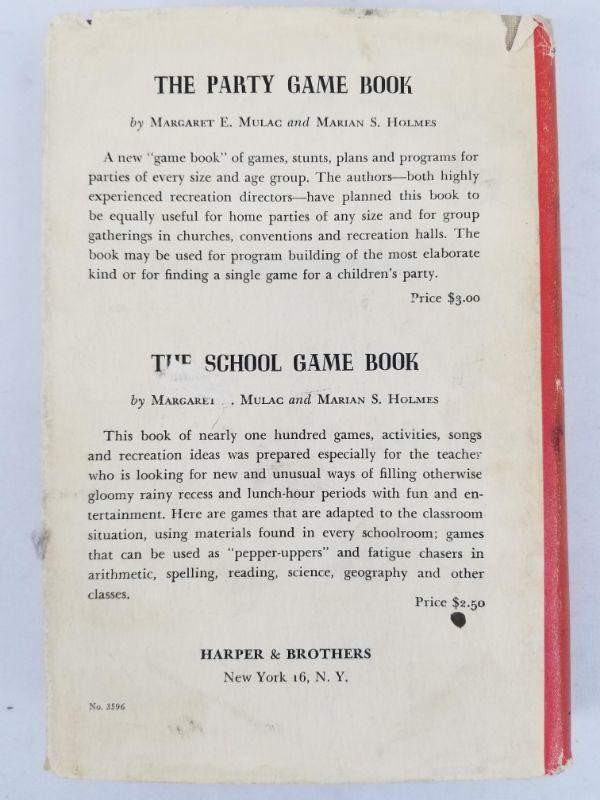 THE PARTY GAME BOOK
by MARGARET E. MULAC and MARIAN S. HOLMES
A new "game book" of games, stunts, plans and programs for
parties of every size and age group. The authors—both highly
experienced recreation directors—have planned this book to
be equally useful for home parties of any size and for group
gatherings in churches, conventions and recreation halls. The
book may be used for program building of the most elaborate
kind or for finding a single game for a children's party.
Price $3.00
THE SCHOOL GAME BOOK
by MARGARET . MULAC and MARIAN S. HOLMES
This book of nearly one hundred games, activities, songs
and recreation ideas was prepared especially for the teacher
who is looking for new and unusual ways of filling otherwise
gloomy rainy recess and lunch-hour periods with fun and en-
tertainment. Here are games that are adapted to the classroom
situation, using materials found in every schoolroom; games
that can be used as "pepper-uppers" and fatigue chasers in
arithmetic, spelling, reading, science, geography and other
classes.
Price $2.50
HARPER & BROTHERS
New York 16, N. Y.
No. 3596